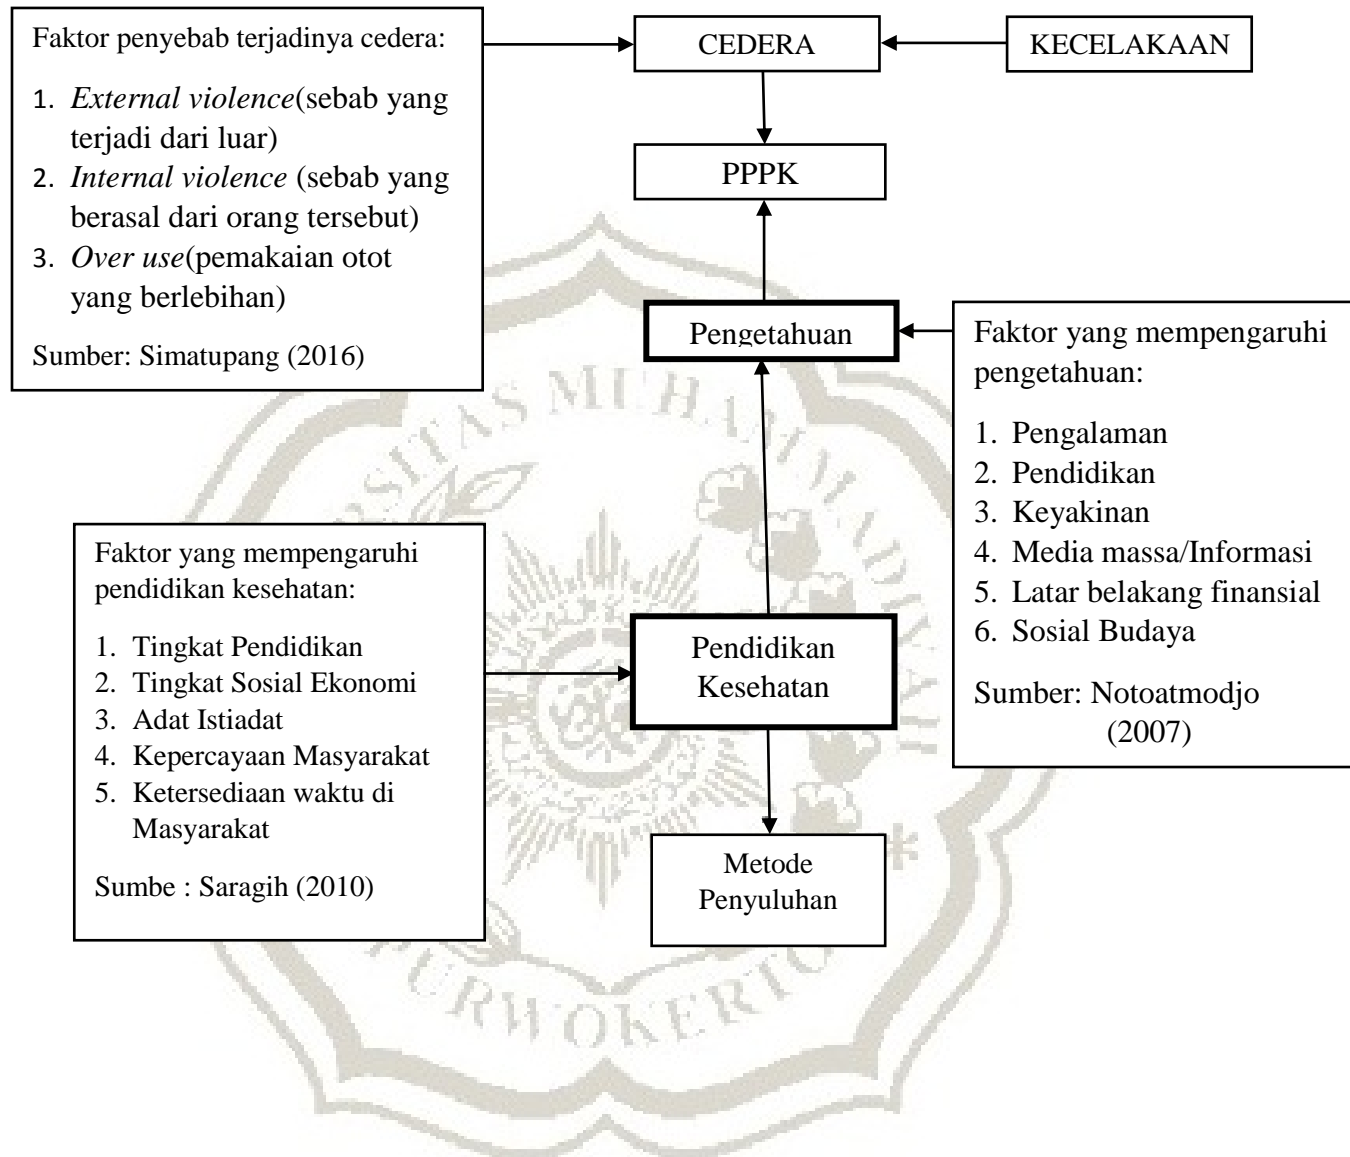 Faktor penyebab terjadinya cedera:
1. External violence(sebab yang
terjadi dari luar)
2. Internal violence (sebab yang
berasal dari orang tersebut)
3. Over use(pemakaian otot
yang berlebihan)
Sumber: Simatupang (2016)
CEDERA
KECELAKAAN
PPPK
Pengetahuan
Faktor yang mempengaruhi
pengetahuan:
1. Pengalaman
2. Pendidikan
3. Keyakinan
4. Media massa/Informasi
5. Latar belakang finansial
6. Sosial Budaya
Sumber: Notoatmodjo
(2007)
Faktor yang mempengaruhi
pendidikan kesehatan:
1. Tingkat Pendidikan
2. Tingkat Sosial Ekonomi
3. Adat Istiadat
4. Kepercayaan Masyarakat
5. Ketersediaan waktu di
Masyarakat
Sumbe : Saragih (2010)
Pendidikan
Kesehatan
Metode
Penyuluhan
MUHAMMADIYAH
PURWOKERTO